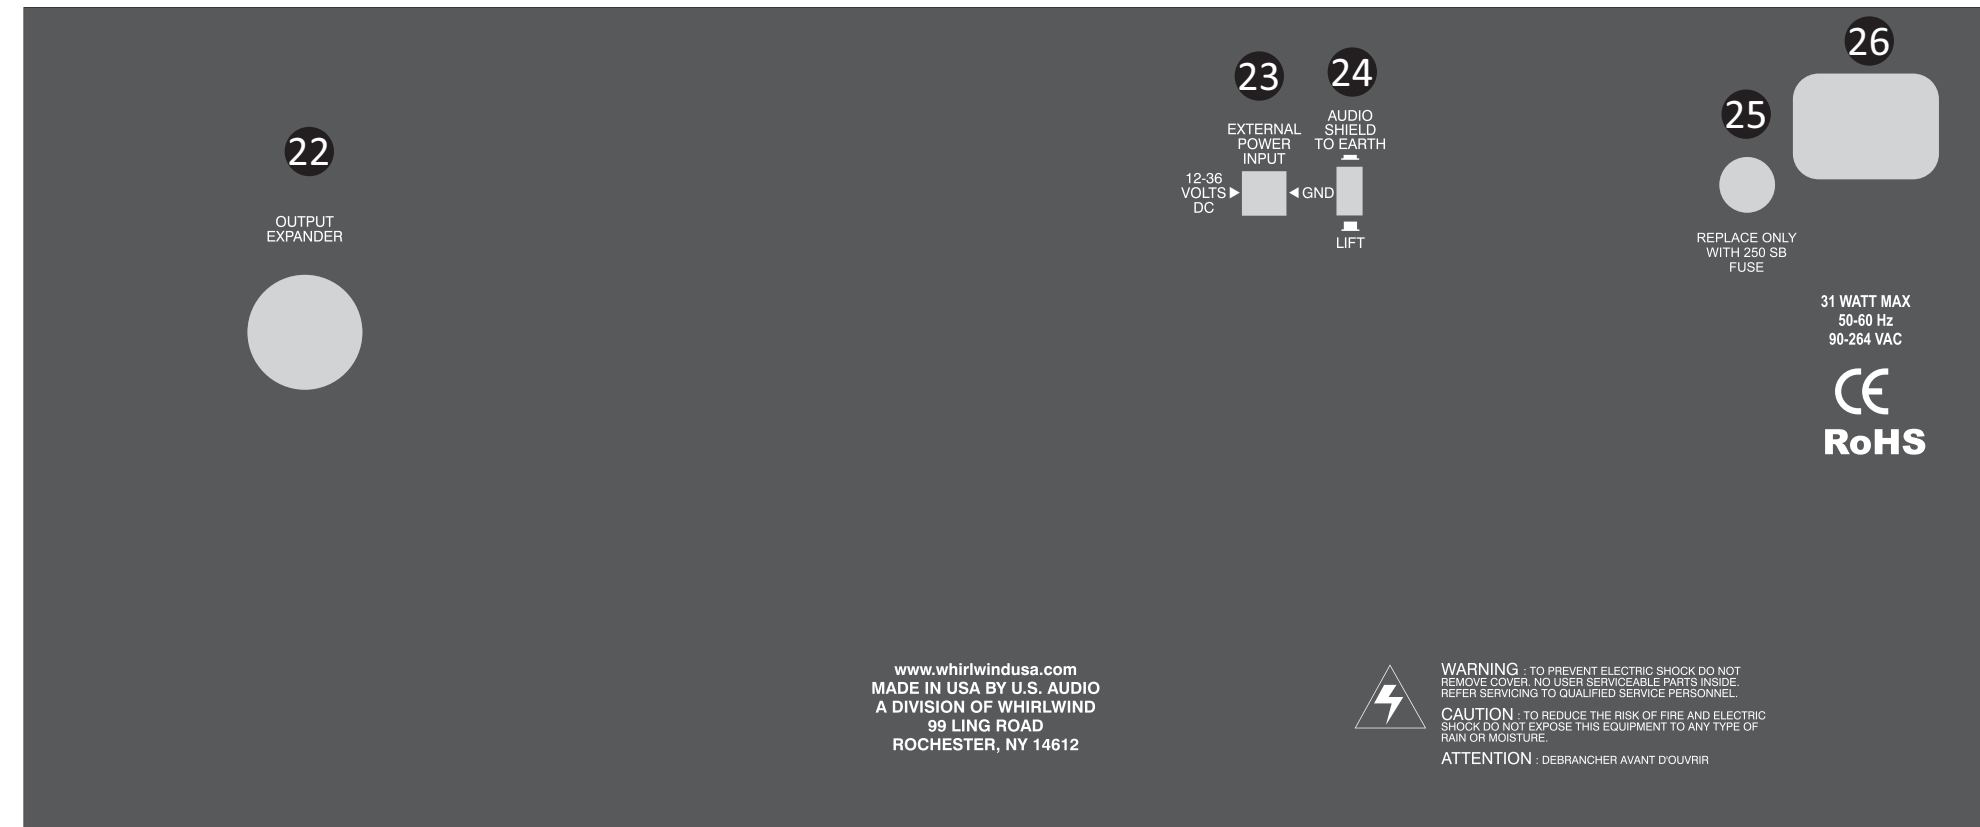 22
OUTPUT
EXPANDER
23
EXTERNAL
POWER
INPUT
12-36
VOLTS
DC
GND
24
AUDIO
SHIELD
TO EARTH
LIFT
25
REPLACE ONLY
WITH 250 SB
FUSE
26
31 WATT MAX
50-60 Hz
90-264 VAC
CE
RoHS
www.whirlwindusa.com
MADE IN USA BY U.S. AUDIO
A DIVISION OF WHIRLWIND
99 LING ROAD
ROCHESTER, NY 14612
WARNING : TO PREVENT ELECTRIC SHOCK DO NOT
REMOVE COVER. NO USER SERVICEABLE PARTS INSIDE.
REFER SERVICING TO QUALIFIED SERVICE PERSONNEL.
CAUTION : TO REDUCE THE RISK OF FIRE AND ELECTRIC
SHOCK DO NOT EXPOSE THIS EQUIPMENT TO ANY TYPE OF
RAIN OR MOISTURE.
ATTENTION : DEBRANCHER AVANT D'OUVRIR